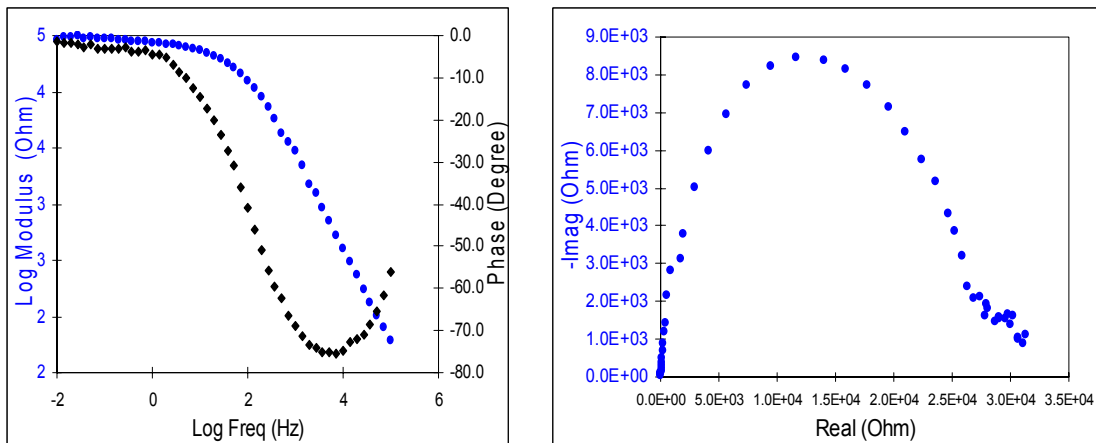 5
4
4
3
3
2
2
Log Modulus (Ohm)
-2
0
2
4
6
Log Freq (Hz)
0.0
-10.0
-20.0
-30.0
-40.0
-50.0
-60.0
-70.0
-80.0
Phase (Degree)
9.0E+03
8.0E+03
7.0E+03
6.0E+03
5.0E+03
4.0E+03
3.0E+03
2.0E+03
1.0E+03
0.0E+00
-Imag (Ohm)
0.0E+00
5.0E+03
1.0E+04
1.5E+04
2.0E+04
2.5E+04
3.0E+04
3.5E+04
Real (Ohm)